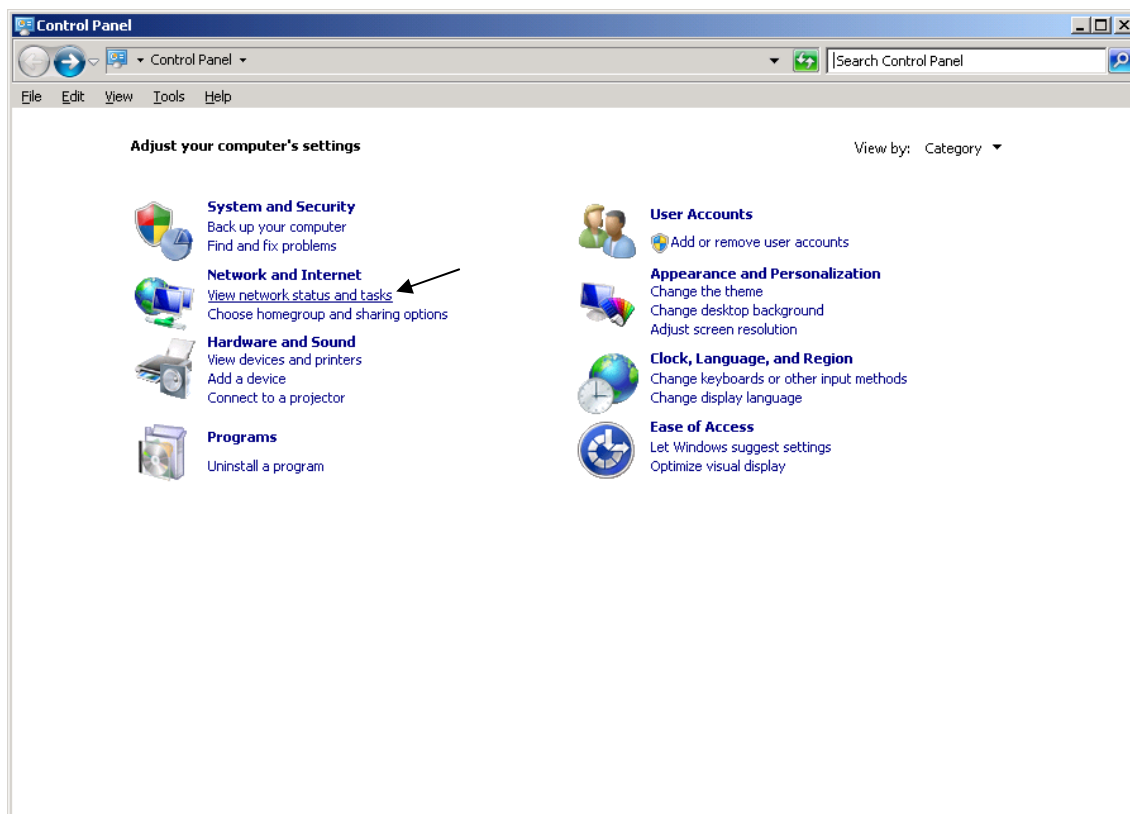 Control Panel
Control Panel
Search Control Panel
File Edit View Tools Help
Adjust your computer's settings
View by: Category
System and Security
Back up your computer
Find and fix problems
Network and Internet
View network status and tasks
Choose homegroup and sharing options
Hardware and Sound
View devices and printers
Add a device
Connect to a projector
Programs
Uninstall a program
User Accounts
Add or remove user accounts
Appearance and Personalization
Change the theme
Change desktop background
Adjust screen resolution
Clock, Language, and Region
Change keyboards or other input methods
Change display language
Ease of Access
Let Windows suggest settings
Optimize visual display